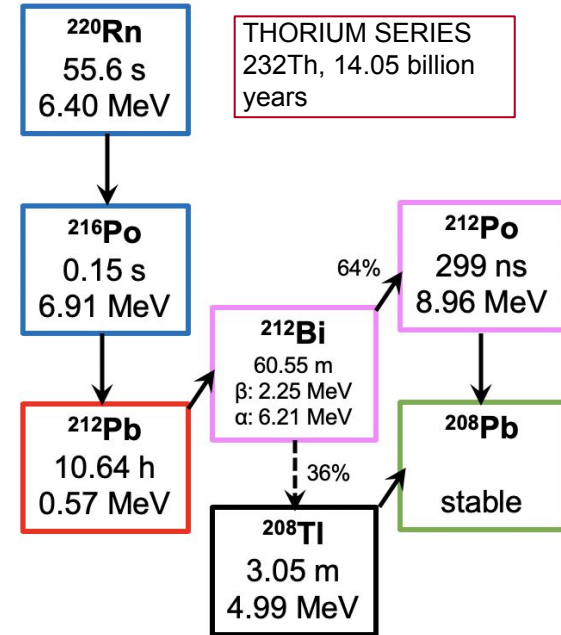 ²²⁰Rn
55.6 s
6.40 MeV
THORIUM SERIES
232Th, 14.05 billion
years
²¹⁶Po
0.15 s
6.91 MeV
²¹²Po
299 ns
8.96 MeV
64%
²¹²Bi
60.55 m
β: 2.25 MeV
α: 6.21 MeV
²¹²Pb
10.64 h
0.57 MeV
²⁰⁸Pb
stable
36%
²⁰⁸Tl
3.05 m
4.99 MeV